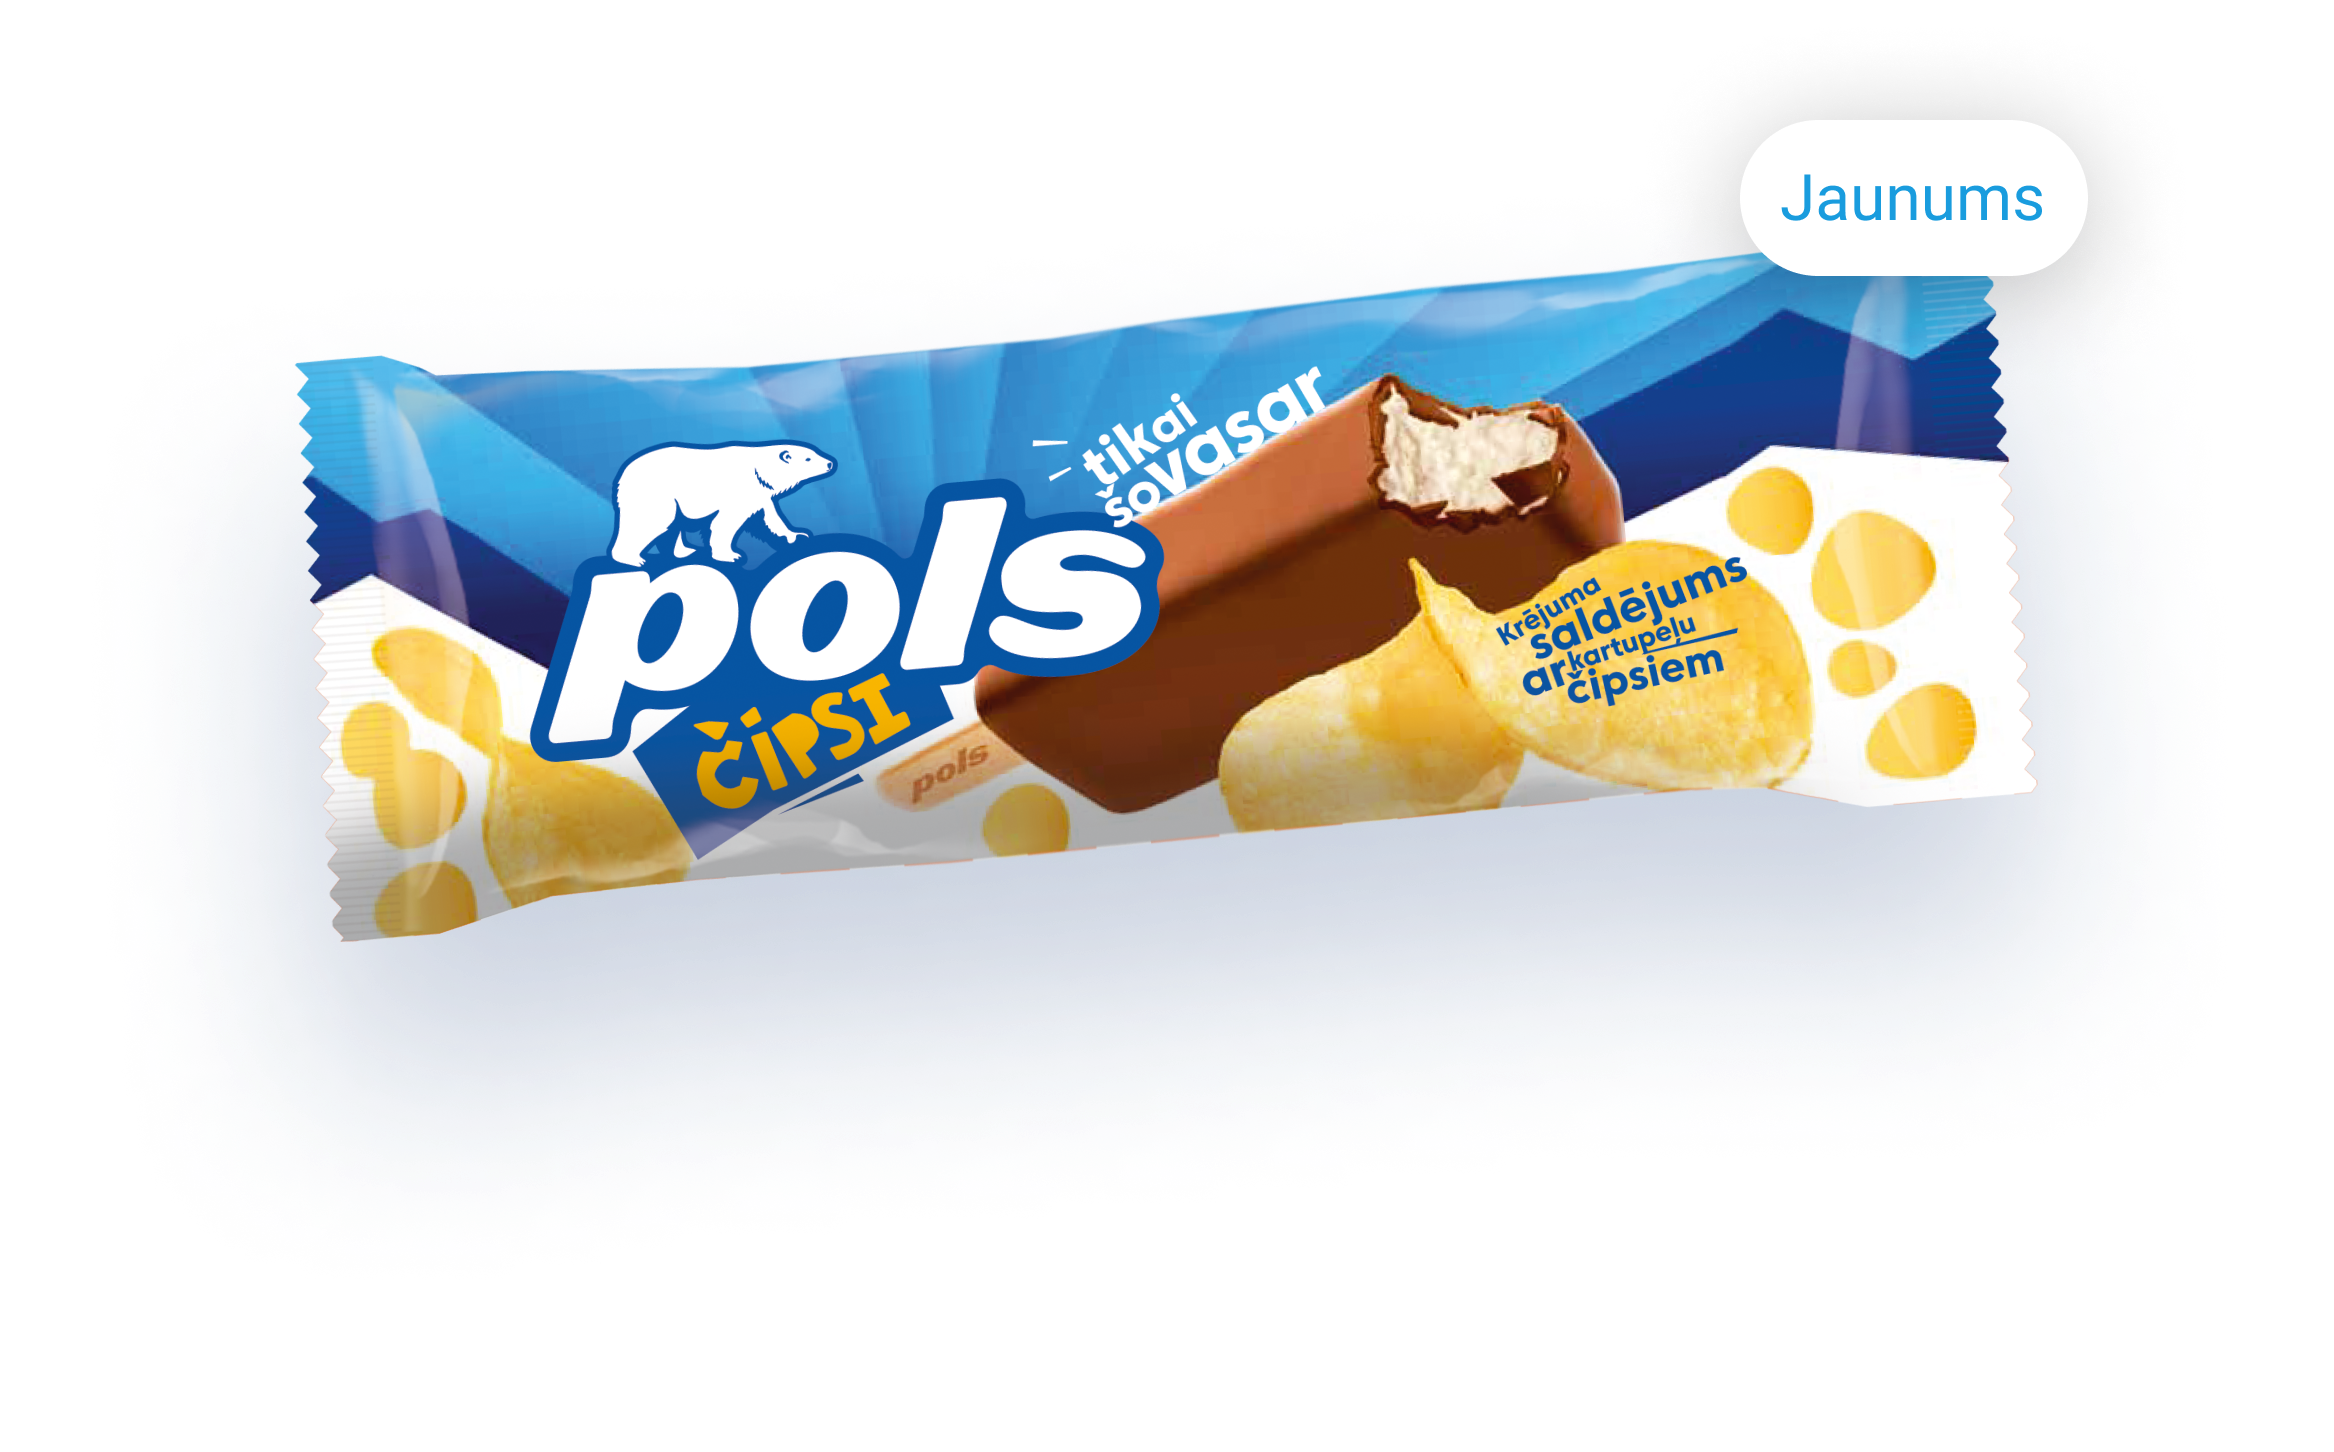 Jaunums
tikai
šovasar
pols
čipsi
pols
Krējuma
saldējums
ar kartupeļu
čipsiem